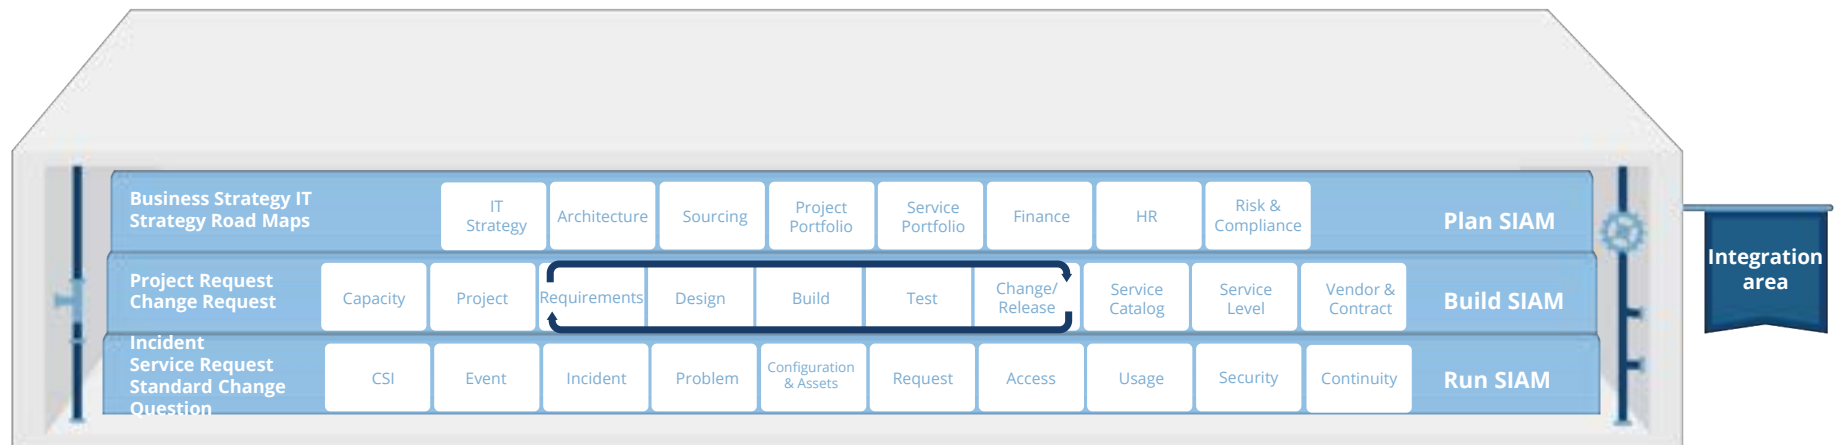 Business Strategy IT
Strategy Road Maps
IT
Strategy
Architecture
Sourcing
Project
Portfolio
Service
Portfolio
Finance
HR
Risk &
Compliance
Plan SIAM
Project Request
Change Request
Capacity
Project
Requirements
Design
Build
Test
Change/
Release
Service
Catalog
Service
Level
Vendor &
Contract
Build SIAM
Incident
Service Request
Standard Change
Question
CSI
Event
Incident
Problem
Configuration
& Assets
Request
Access
Usage
Security
Continuity
Run SIAM
Integration
area